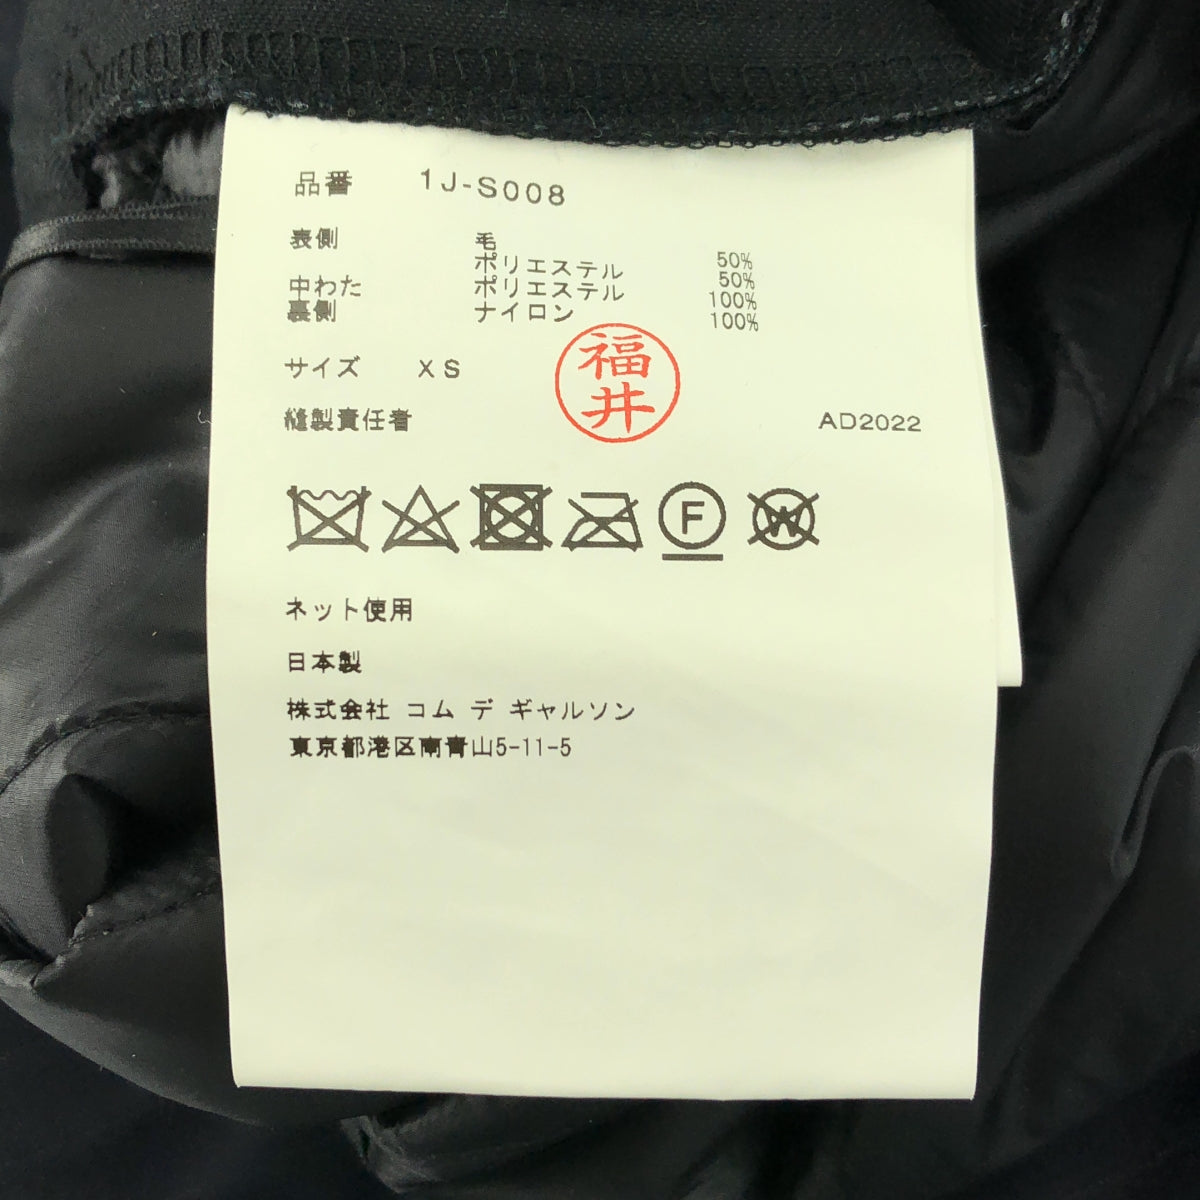 品番 1J-S008
表側 毛 50%
ポリエステル 50%
中わた ポリエステル 100%
裏側 ナイロン 100%
サイズ XS
福井
縫製責任者 AD2022
F W
ネット使用
日本製
株式会社 コム デ ギャルソン
東京都港区南青山5-11-5